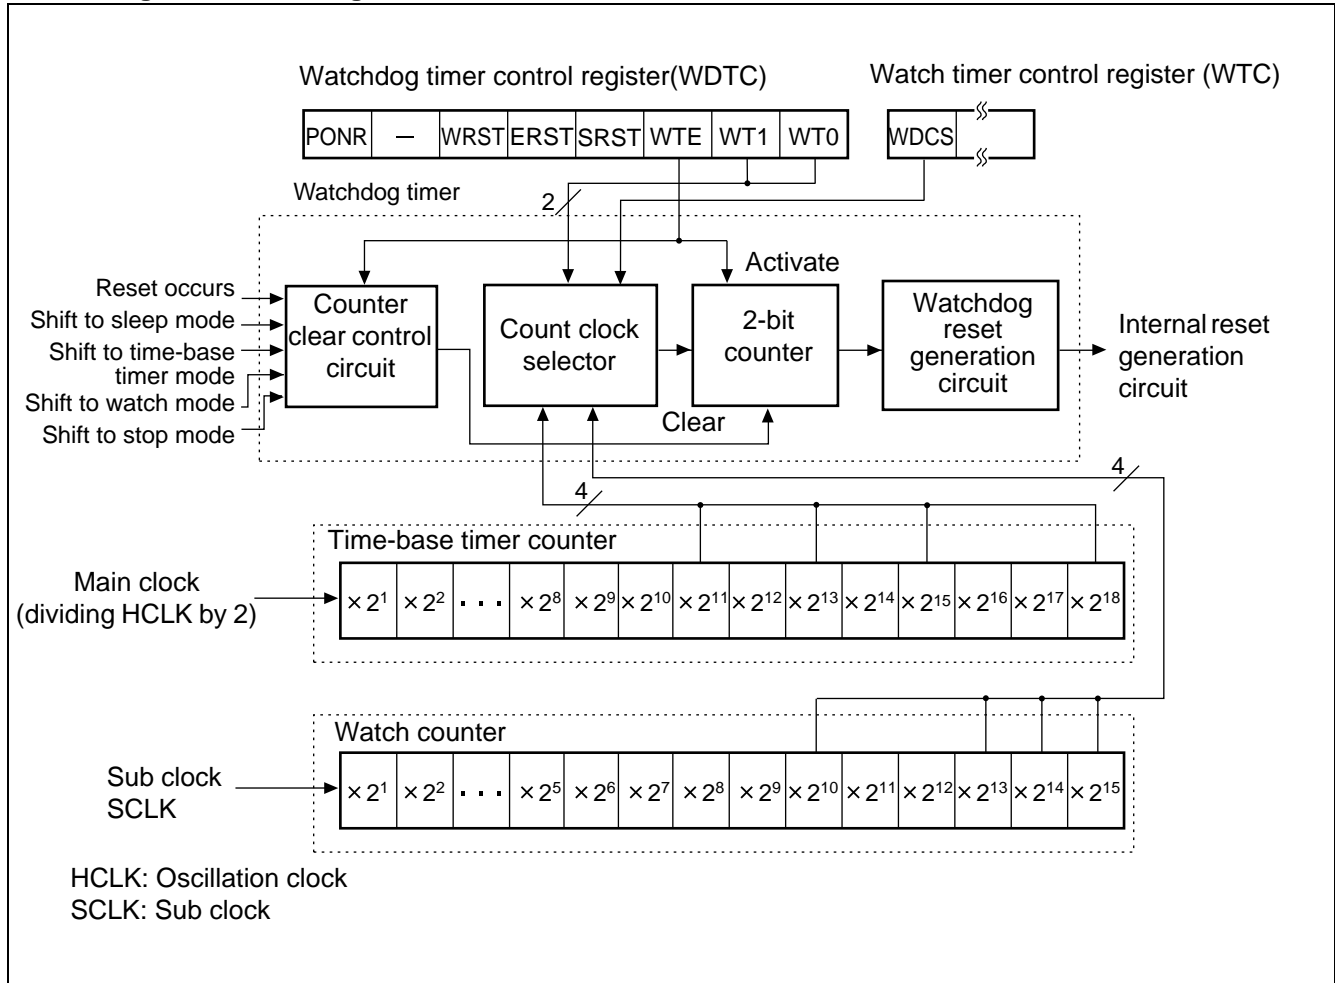 Watchdog timer control register(WDTC)
Watch timer control register (WTC)
PONR — WRST ERST SRST WTE WT1 WT0
WDCS
Watchdog timer
2
Activate
Reset occurs
Shift to sleep mode
Shift to time-base
timer mode
Shift to watch mode
Shift to stop mode
Counter
clear control
circuit
Count clock
selector
2-bit
counter
Watchdog
reset
generation
circuit
Internal reset
generation
circuit
Clear
4
4
Time-base timer counter
Main clock
(dividing HCLK by 2)
×2¹ ×2² · · · ×2⁸ ×2⁹ ×2¹⁰ ×2¹¹ ×2¹² ×2¹³ ×2¹⁴ ×2¹⁵ ×2¹⁶ ×2¹⁷ ×2¹⁸
Watch counter
Sub clock
SCLK
×2¹ ×2² · · · ×2⁵ ×2⁶ ×2⁷ ×2⁸ ×2⁹ ×2¹⁰ ×2¹¹ ×2¹² ×2¹³ ×2¹⁴ ×2¹⁵
HCLK: Oscillation clock
SCLK: Sub clock